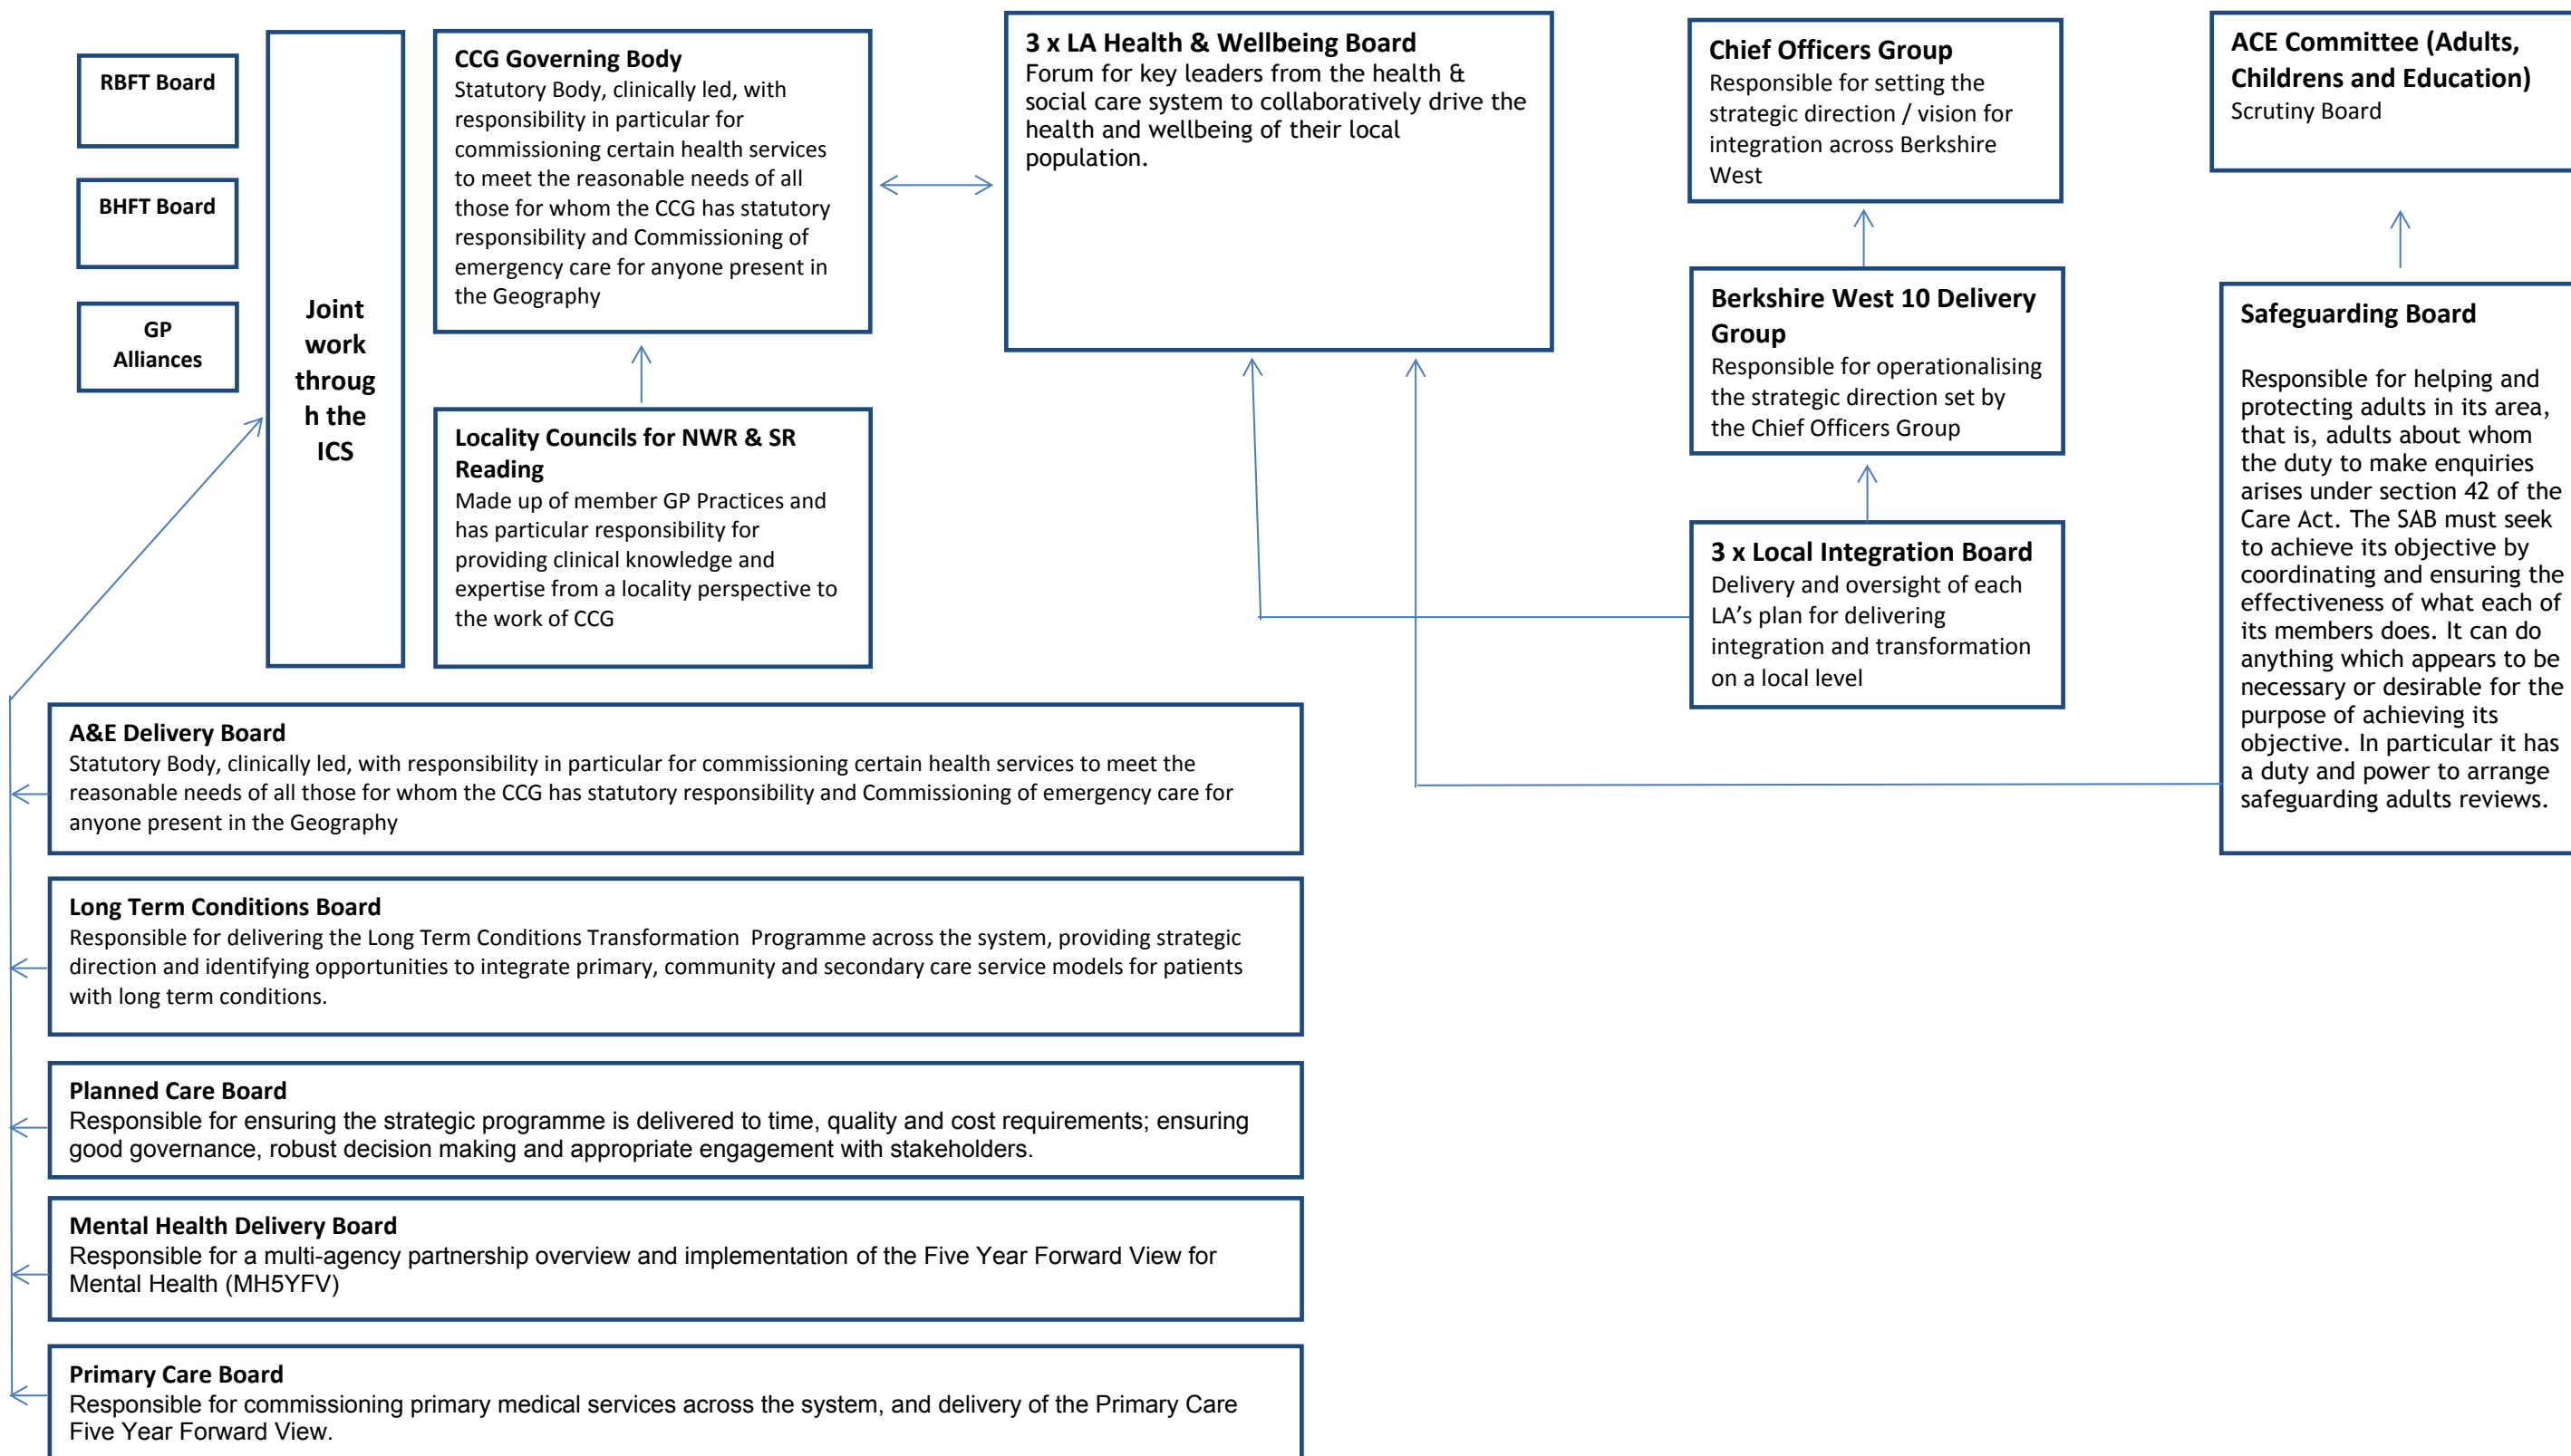 RBFT Board
BHFT Board
GP
Alliances
Joint
work
throug
h the
ICS
CCG Governing Body
Statutory Body, clinically led, with
responsibility in particular for
commissioning certain health services
to meet the reasonable needs of all
those for whom the CCG has statutory
responsibility and Commissioning of
emergency care for anyone present in
the Geography
Locality Councils for NWR & SR
Reading
Made up of member GP Practices and
has particular responsibility for
providing clinical knowledge and
expertise from a locality perspective to
the work of CCG
3 x LA Health & Wellbeing Board
Forum for key leaders from the health &
social care system to collaboratively drive the
health and wellbeing of their local
population.
Chief Officers Group
Responsible for setting the
strategic direction / vision for
integration across Berkshire
West
Berkshire West 10 Delivery
Group
Responsible for operationalising
the strategic direction set by
the Chief Officers Group
3 x Local Integration Board
Delivery and oversight of each
LA’s plan for delivering
integration and transformation
on a local level
ACE Committee (Adults,
Childrens and Education)
Scrutiny Board
Safeguarding Board
Responsible for helping and
protecting adults in its area,
that is, adults about whom
the duty to make enquiries
arises under section 42 of the
Care Act. The SAB must seek
to achieve its objective by
coordinating and ensuring the
effectiveness of what each of
its members does. It can do
anything which appears to be
necessary or desirable for the
purpose of achieving its
objective. In particular it has
a duty and power to arrange
safeguarding adults reviews.
A&E Delivery Board
Statutory Body, clinically led, with responsibility in particular for commissioning certain health services to meet the
reasonable needs of all those for whom the CCG has statutory responsibility and Commissioning of emergency care for
anyone present in the Geography
Long Term Conditions Board
Responsible for delivering the Long Term Conditions Transformation  Programme across the system, providing strategic
direction and identifying opportunities to integrate primary, community and secondary care service models for patients
with long term conditions.
Planned Care Board
Responsible for ensuring the strategic programme is delivered to time, quality and cost requirements; ensuring
good governance, robust decision making and appropriate engagement with stakeholders.
Mental Health Delivery Board
Responsible for a multi-agency partnership overview and implementation of the Five Year Forward View for
Mental Health (MH5YFV)
Primary Care Board
Responsible for commissioning primary medical services across the system, and delivery of the Primary Care
Five Year Forward View.